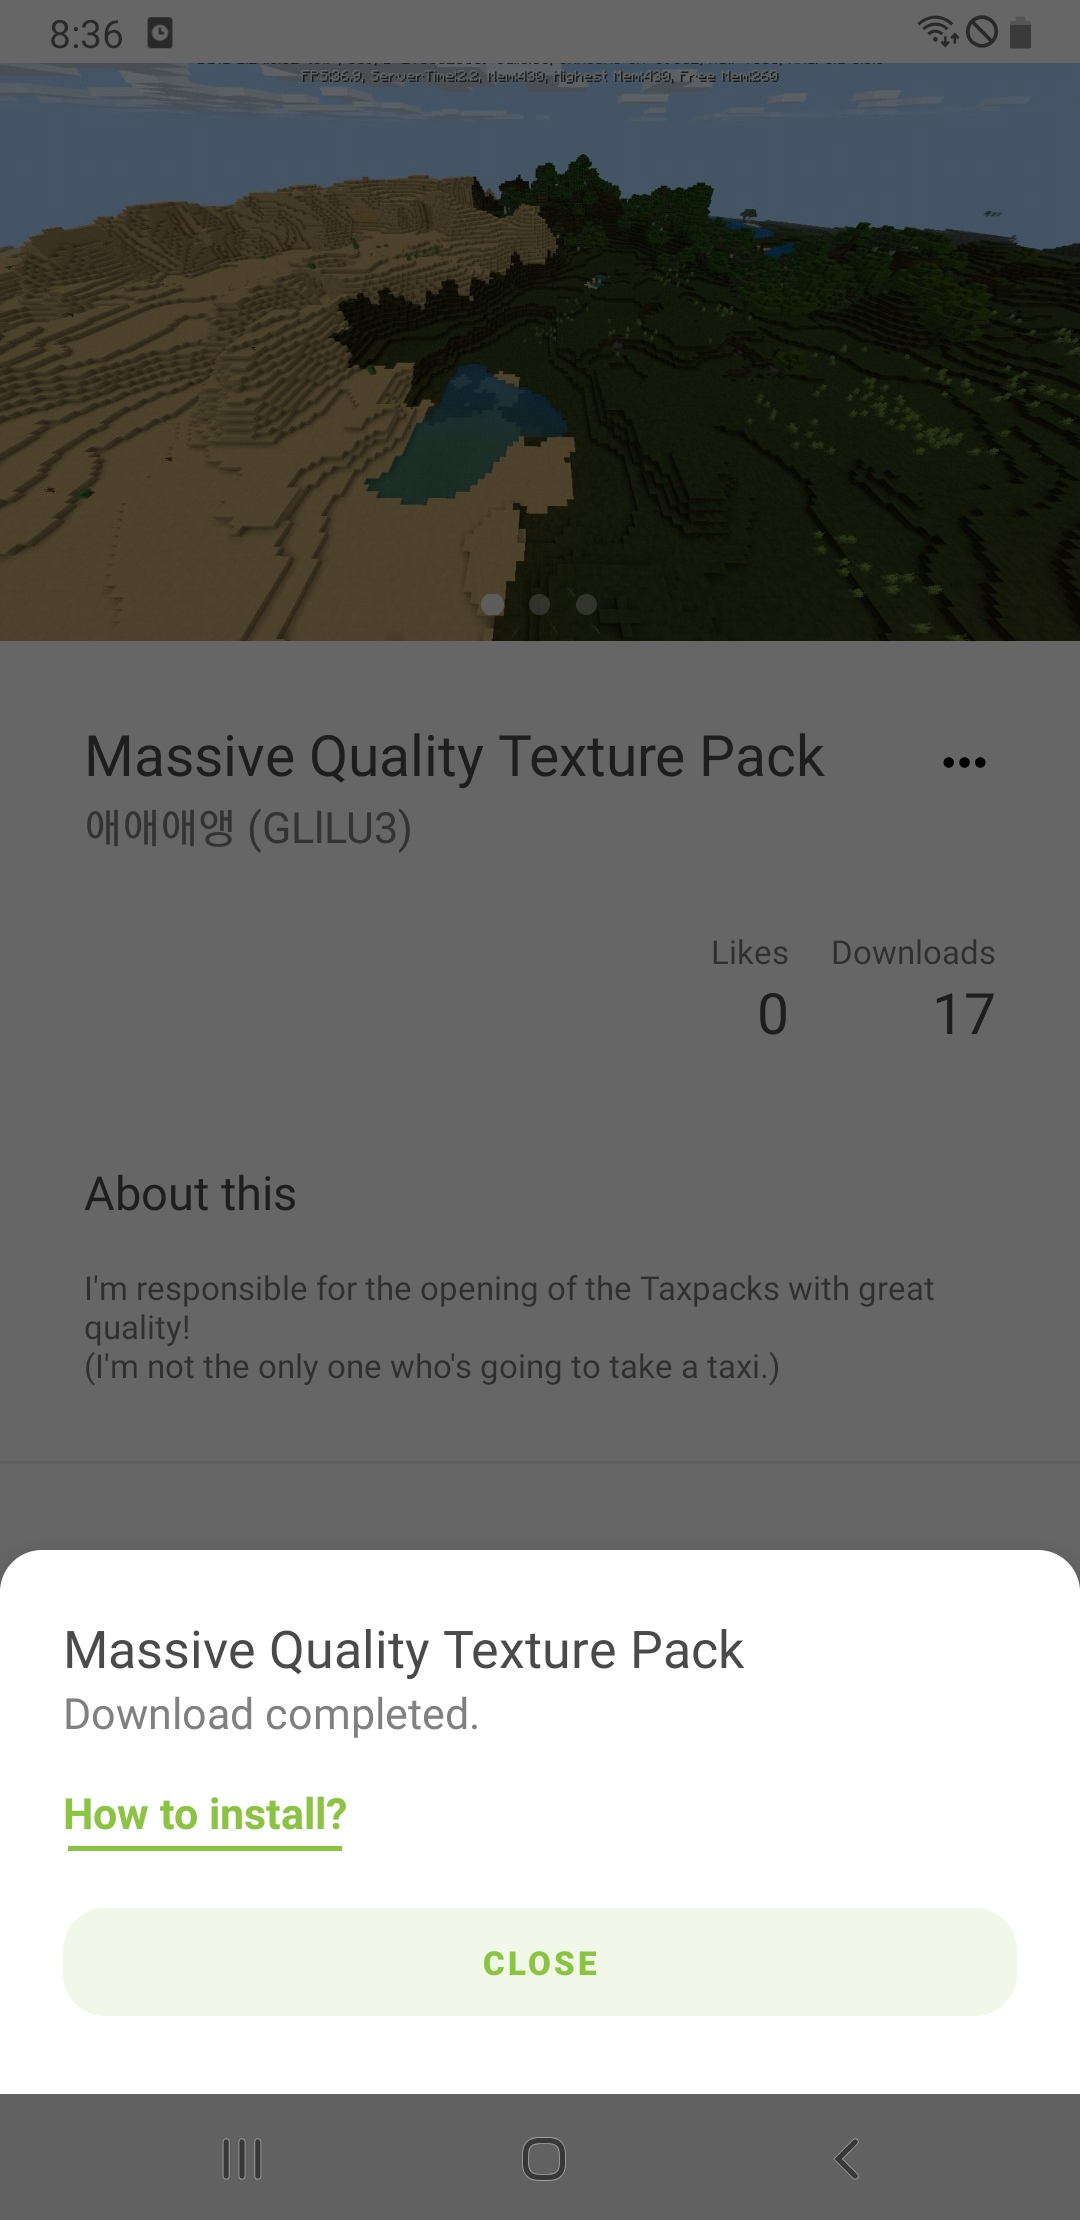 8:36
FPS:36.9, ServerTime:2.2, Mem:439, Highest Mem:439, Free Mem:269
Massive Quality Texture Pack
애애애앵 (GLILU3)
Likes Downloads
0 17
About this
I'm responsible for the opening of the Taxpacks with great
quality!
(I'm not the only one who's going to take a taxi.)
Massive Quality Texture Pack
Download completed.
How to install?
CLOSE